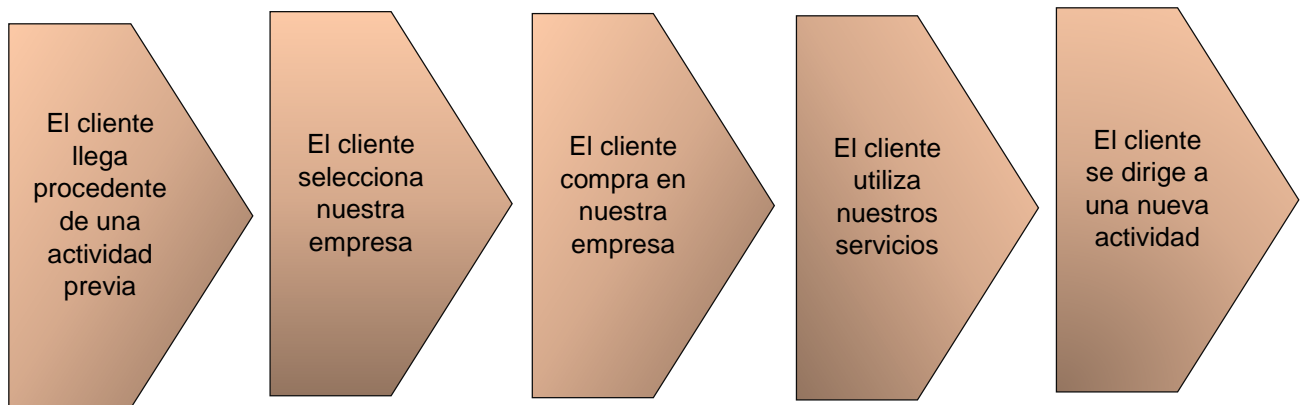 El cliente
llega
procedente
de una
actividad
previa
El cliente
selecciona
nuestra
empresa
El cliente
compra en
nuestra
empresa
El cliente
utiliza
nuestros
servicios
El cliente
se dirige a
una nueva
actividad